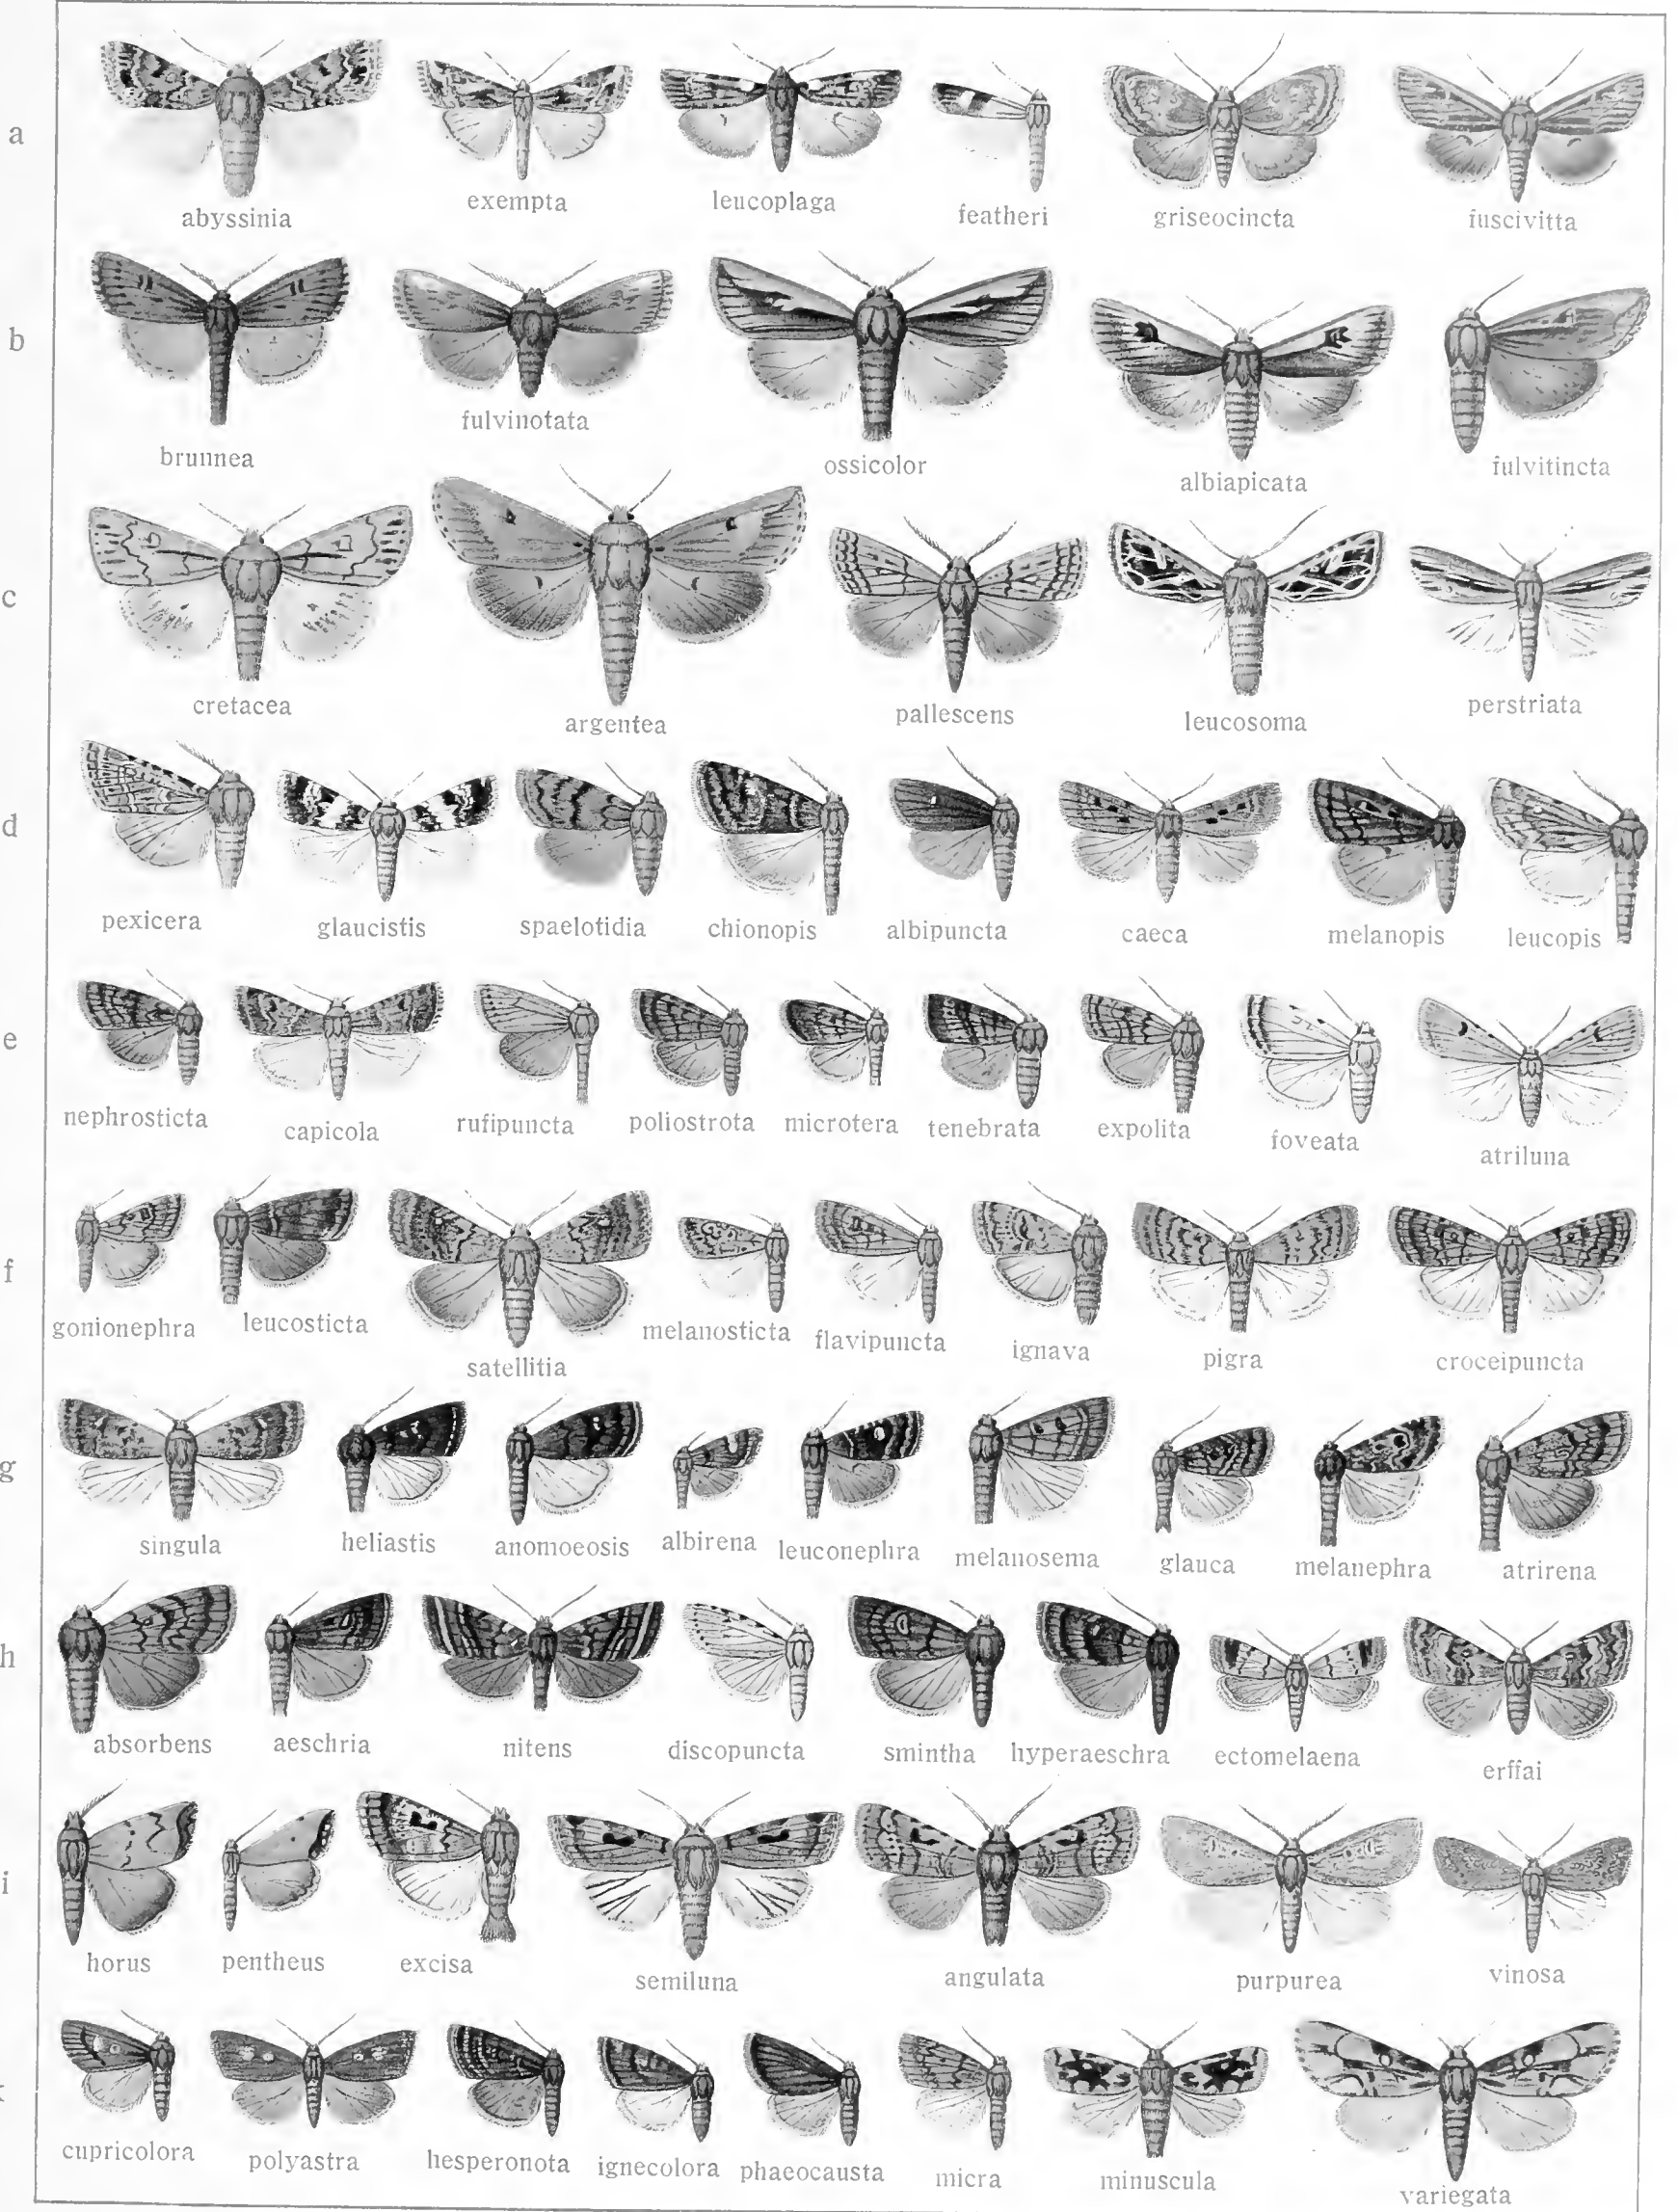 a
abyssinia exempta leucoplaga featheri griseocincta fuscivitta
b
brunnea fulvinotata ossicolor albiapicata fulvitincta
c
cretacea argentea pallescens leucosoma perstriata
d
pexicera glaucistis spaelotidia chionopis albipuncta caeca melanopis leucopis
e
nephrosticta capicola rufipuncta poliostrota microtera tenebrata expolita foveata atriluna
f
gonionephra leucosticta satellitia melanosticta flavipuncta ignava pigra croceipuncta
g
singula heliastis anomoeosis albirena leuconephra melanosema glauca melanephra atrirena
h
absorbens aeschria nitens discopuncta smintha hyperaeschra ectomelaena erffai
i
horus pentheus excisa semiluna angulata purpurea vinosa
cupricolora polyastra hesperonota ignecolora phaeocausta micra minuscula variegata